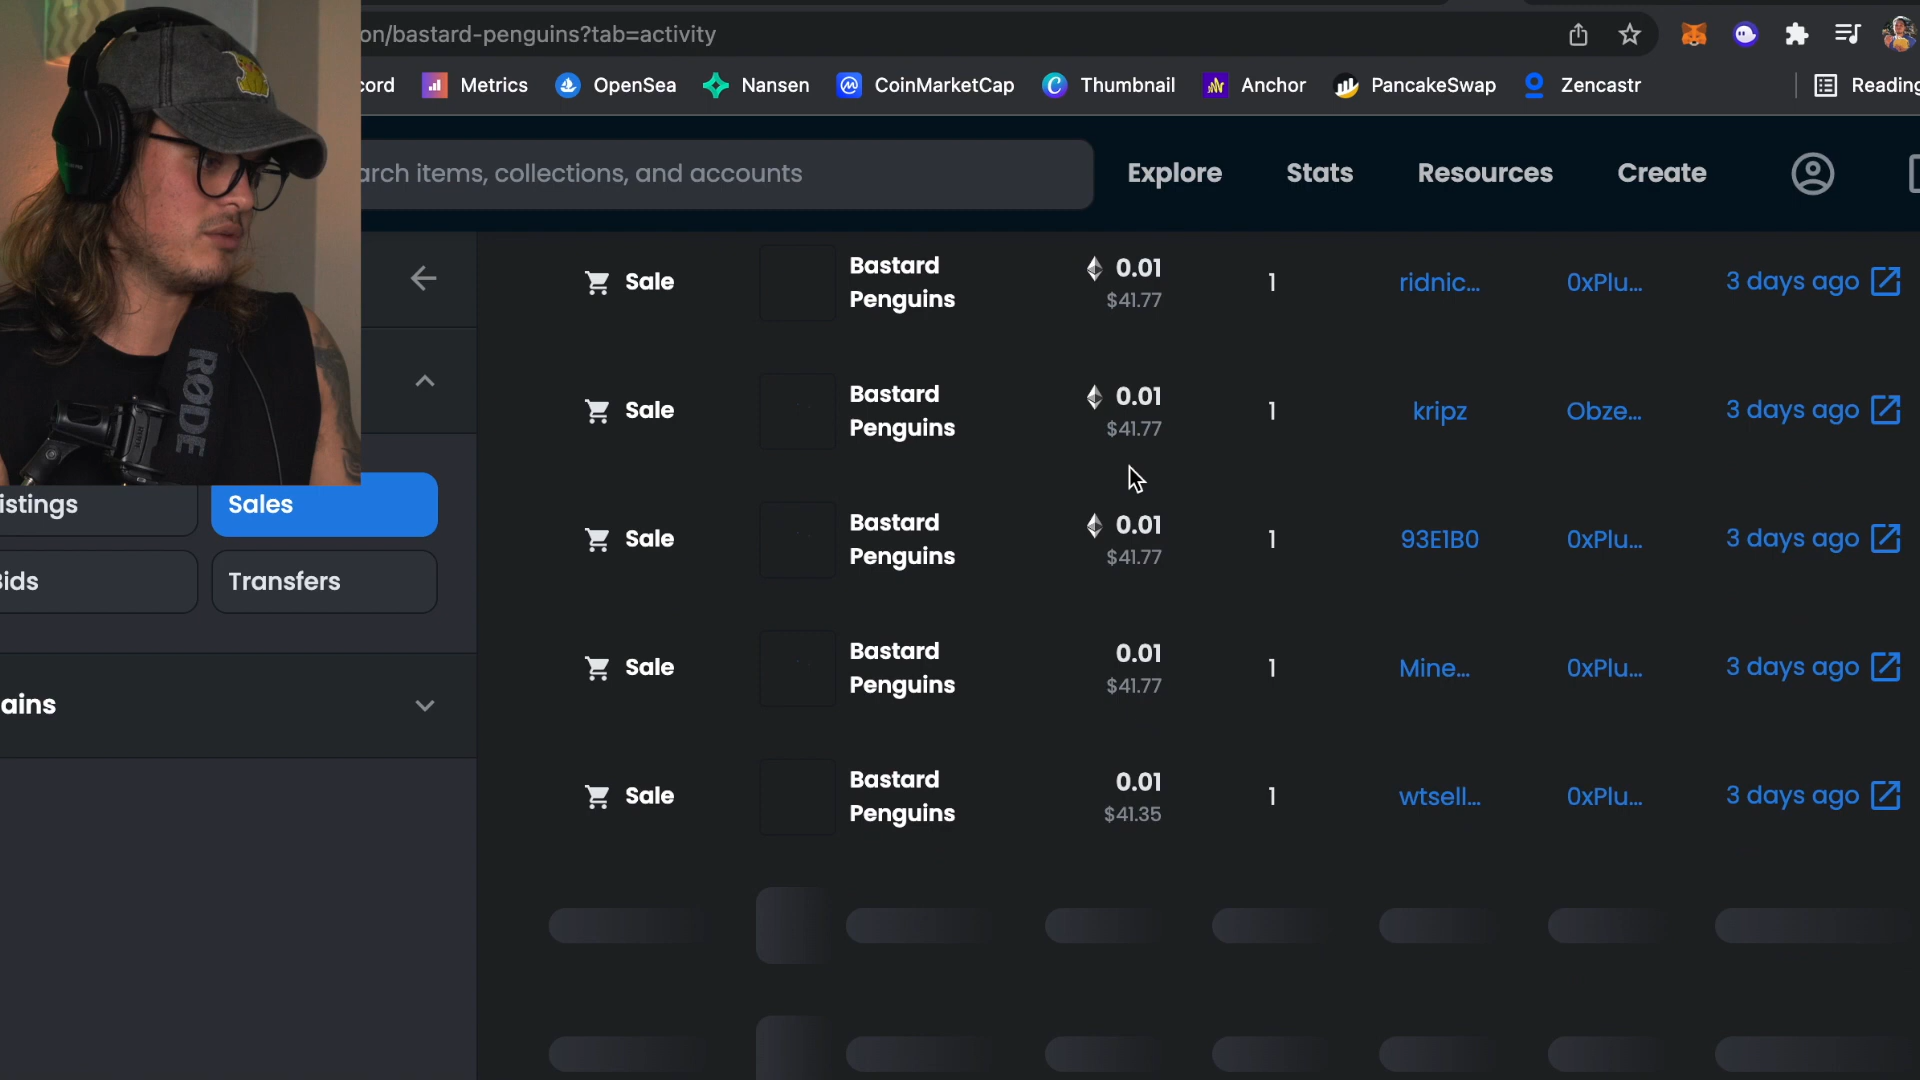 on/bastard-penguins?tab=activity
cord Metrics OpenSea Nansen CoinMarketCap Thumbnail Anchor PancakeSwap Zencastr Reading
arch items, collections, and accounts Explore Stats Resources Create
Sale Bastard Penguins 0.01 $41.77 1 ridnic... 0xPlu... 3 days ago
Sale Bastard Penguins 0.01 $41.77 1 kripz Obze... 3 days ago
Sale Bastard Penguins 0.01 $41.77 1 93E1B0 0xPlu... 3 days ago
Sale Bastard Penguins 0.01 $41.77 1 Mine... 0xPlu... 3 days ago
Sale Bastard Penguins 0.01 $41.35 1 wtsell... 0xPlu... 3 days ago
istings Sales
Bids Transfers
ains
RØDE